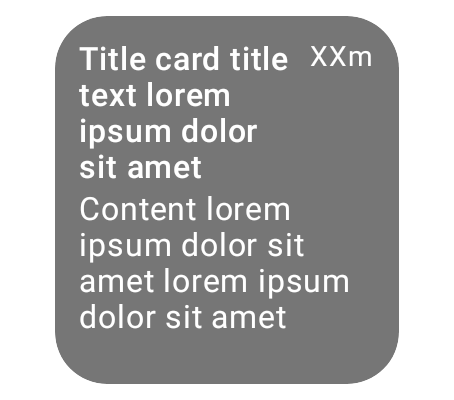 Title card title XXm
text lorem
ipsum dolor
sit amet
Content lorem
ipsum dolor sit
amet lorem ipsum
dolor sit amet